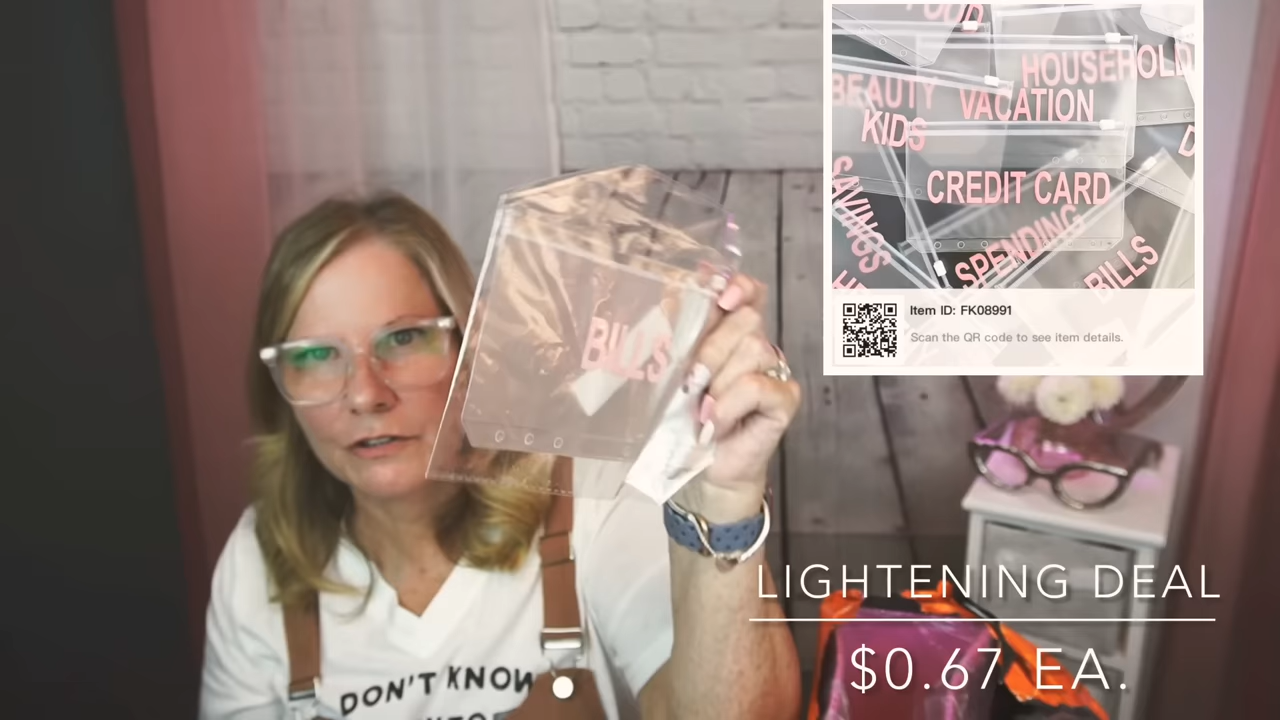 FOOD
HOUSEHOLD
BEAUTY
VACATION
KIDS
CREDIT CARD
SAVINGS
SPENDING
BILLS
Item ID: FK08991
Scan the QR code to see item details.
BILLS
LIGHTENING DEAL
$0.67 EA.
DON'T KNOW